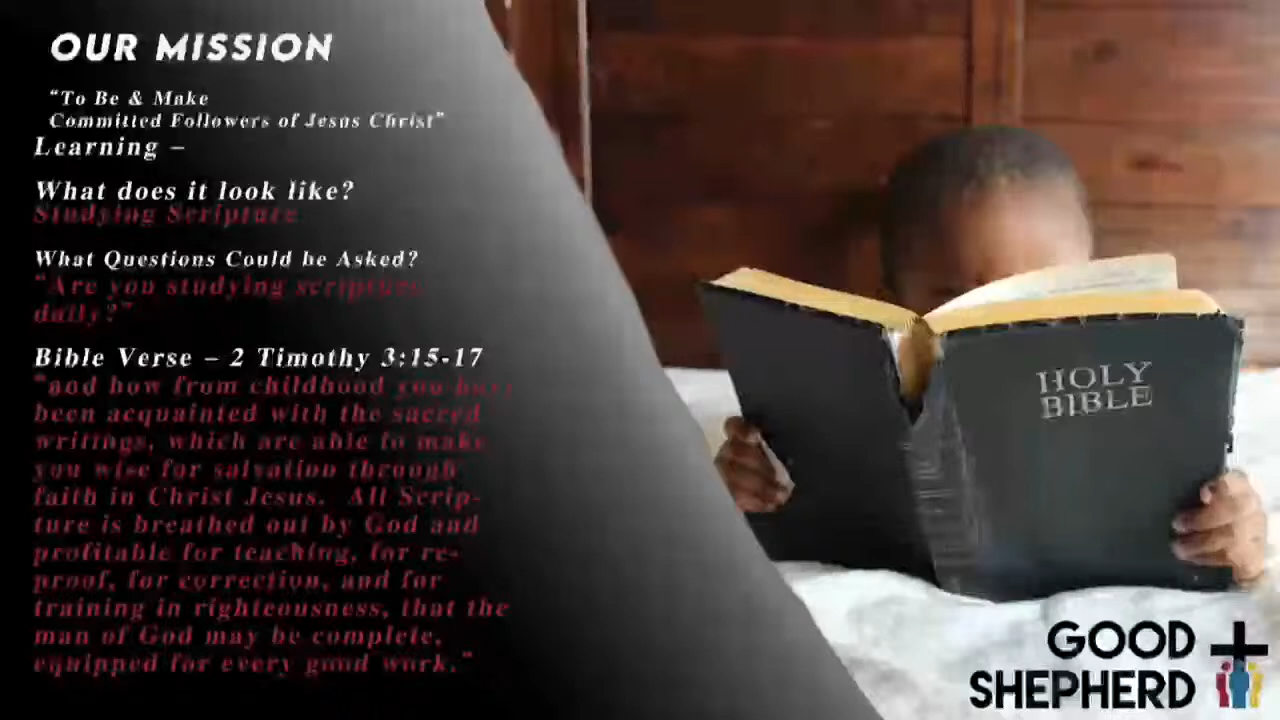 OUR MISSION
"To Be & Make
Committed Followers of Jesus Christ"
Learning –
What does it look like?
Studying Scripture
What Questions Could be Asked?
"Are you studying scripture
daily?"
Bible Verse – 2 Timothy 3:15-17
"and how from childhood you have
been acquainted with the sacred
writings, which are able to make
you wise for salvation through
faith in Christ Jesus. All Scrip-
ture is breathed out by God and
profitable for teaching, for re-
proof, for correction, and for
training in righteousness, that the
man of God may be complete,
equipped for every good work."
HOLY
BIBLE
GOOD
SHEPHERD